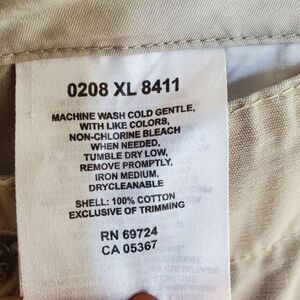 0208 XL 8411
MACHINE WASH COLD GENTLE,
WITH LIKE COLORS,
NON-CHLORINE BLEACH
WHEN NEEDED,
TUMBLE DRY LOW,
REMOVE PROMPTLY,
IRON MEDIUM,
DRYCLEANABLE
SHELL: 100% COTTON
EXCLUSIVE OF TRIMMING
RN 69724
CA 05367